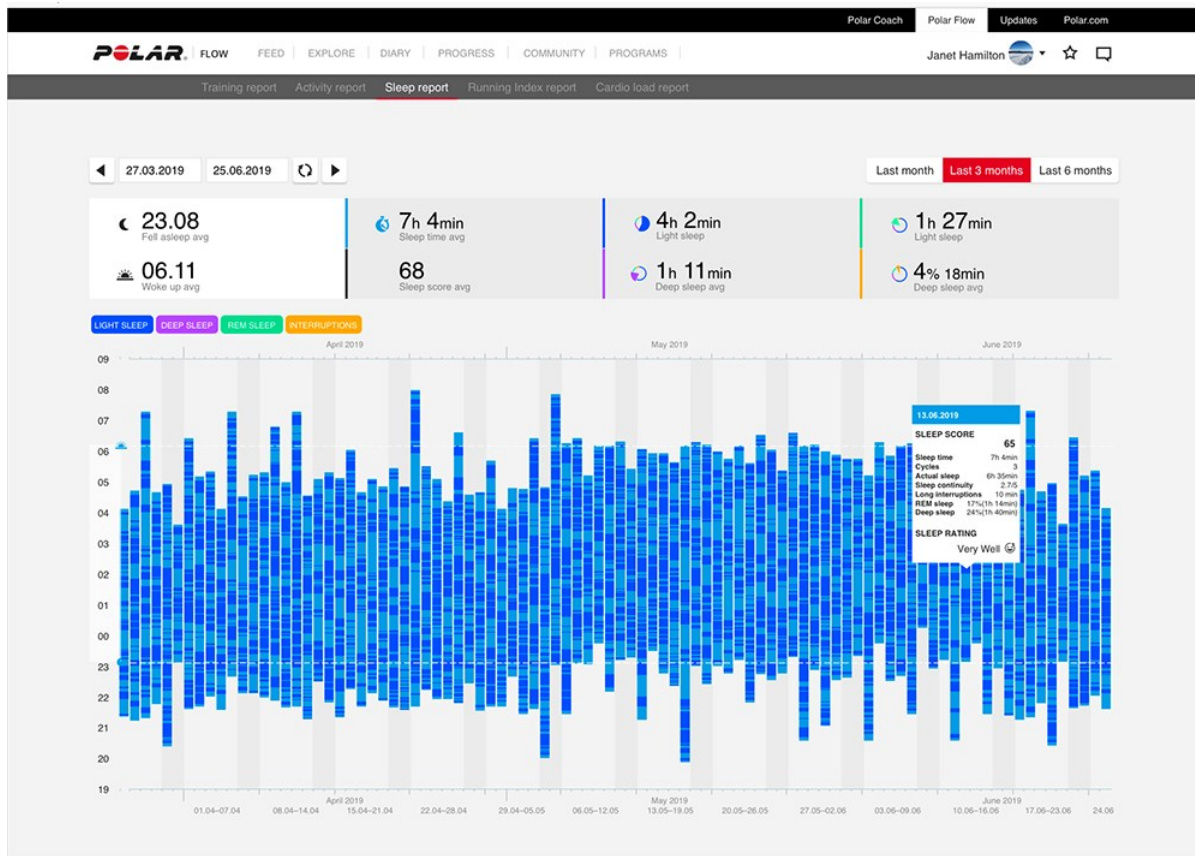 Polar Coach Polar Flow Updates Polar.com
POLAR. FLOW FEED EXPLORE DIARY PROGRESS COMMUNITY PROGRAMS Janet Hamilton
Training report Activity report Sleep report Running Index report Cardio load report
27.03.2019 25.06.2019 Last month Last 3 months Last 6 months
23.08 7h 4min 4h 2min 1h 27min
Fell asleep avg Sleep time avg Light sleep Light sleep
06.11 68 1h 11min 4% 18min
Woke up avg Sleep score avg Deep sleep avg Deep sleep avg
LIGHT SLEEP DEEP SLEEP REM SLEEP INTERRUPTIONS
April 2019 May 2019 June 2019
09
08
07
06
05
04
03
02
01
00
23
22
21
20
19
13.06.2019
SLEEP SCORE
65
Sleep time 7h 4min
Cycles 3
Actual sleep 6h 35min
Sleep continuity 2.7/5
Long interruptions 10 min
REM sleep 17%(1h 14min)
Deep sleep 24%(1h 40min)
SLEEP RATING
Very Well
April 2019 May 2019 June 2019
01.04–07.04 08.04–14.04 15.04–21.04 22.04–28.04 29.04–05.05 06.05–12.05 13.05–19.05 20.05–26.05 27.05–02.06 03.06–09.06 10.06–16.06 17.06–23.06 24.06